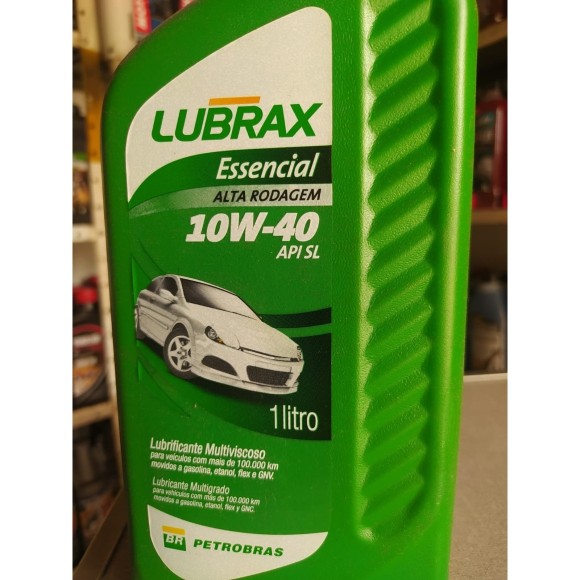 LUBRAX
Essencial
ALTA RODAGEM
10W-40
API SL
1 litro
Lubrificante Multiviscoso
para veículos com mais de 100.000 km
movidos a gasolina, etanol, flex e GNV.
Lubricante Multigrado
para vehículos com más de 100.000 km
movidos a gasolina, etanol, flex y GNC.
BR PETROBRAS